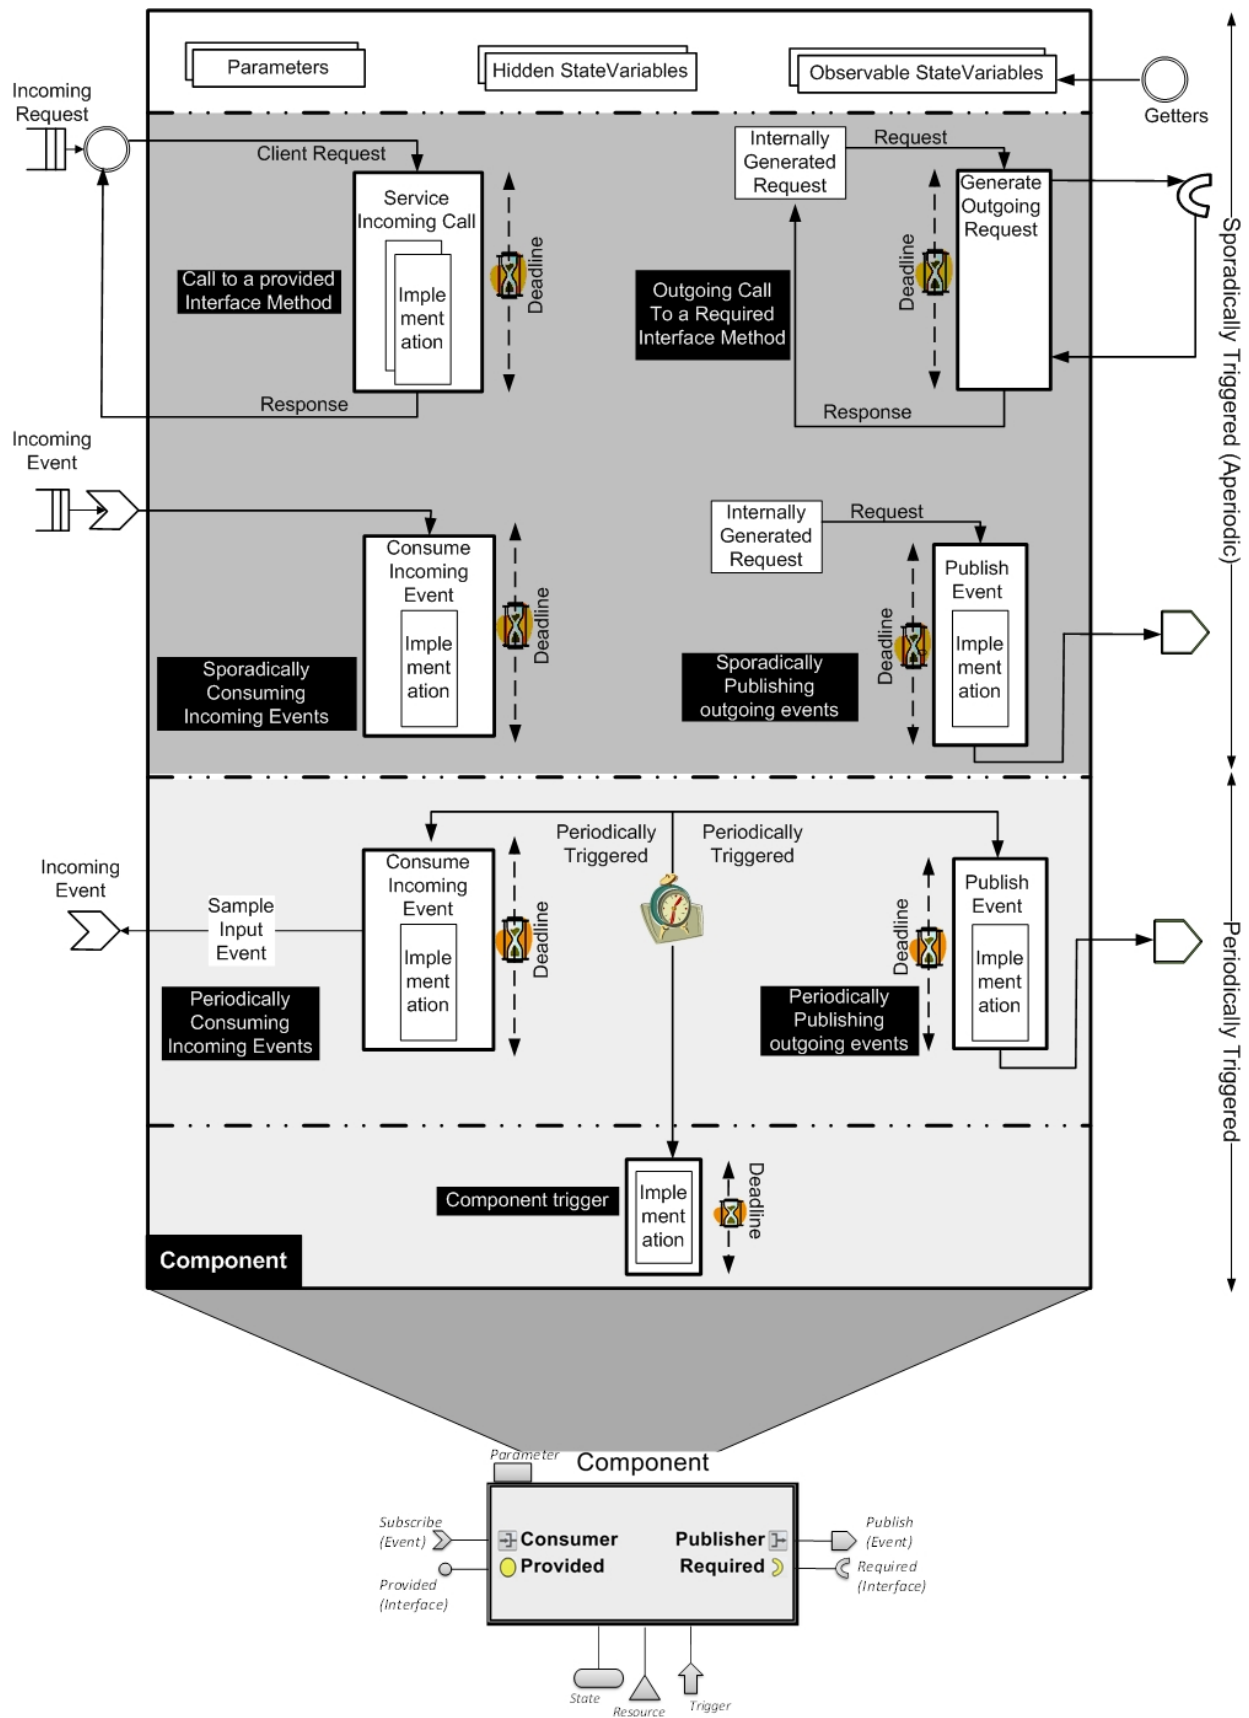 Parameters
Hidden StateVariables
Observable StateVariables
Getters
Incoming
Request
Client Request
Service
Incoming Call
Imple
ment
ation
Deadline
Call to a provided
Interface Method
Response
Internally
Generated
Request
Request
Generate
Outgoing
Request
Deadline
Outgoing Call
To a Required
Interface Method
Response
Sporadically Triggered (Aperiodic)
Incoming
Event
Consume
Incoming
Event
Imple
ment
ation
Deadline
Sporadically
Consuming
Incoming Events
Internally
Generated
Request
Request
Publish
Event
Imple
ment
ation
Deadline
Sporadically
Publishing
outgoing events
Periodically
Triggered
Periodically
Triggered
Incoming
Event
Sample
Input
Event
Consume
Incoming
Event
Imple
ment
ation
Deadline
Periodically
Consuming
Incoming Events
Publish
Event
Imple
ment
ation
Deadline
Periodically
Publishing
outgoing events
Periodically Triggered
Component trigger
Imple
ment
ation
Deadline
Component
Parameter
Component
Subscribe
(Event)
Consumer
Publisher
Publish
(Event)
Provided
(Interface)
Provided
Required
Required
(Interface)
State
Resource
Trigger